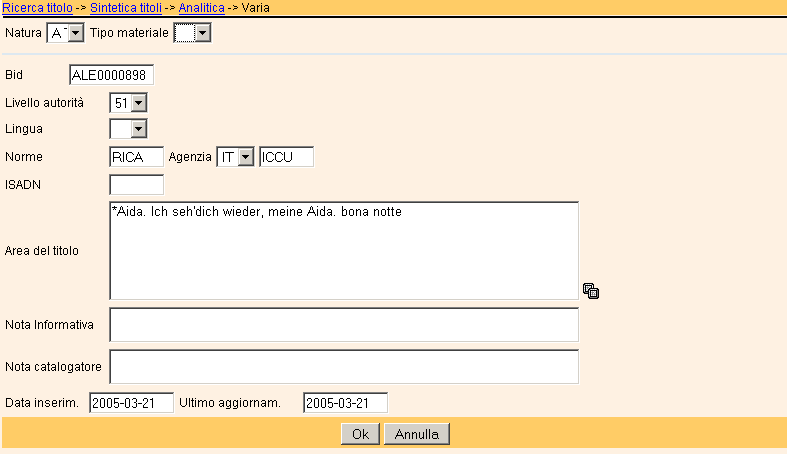 Ricerca titolo -> Sintetica titoli -> Analitica -> Varia
Natura A Tipo materiale
Bid ALE0000898
Livello autorità 51
Lingua
Norme RICA Agenzia IT ICCU
ISADN
*Aida. Ich seh'dich wieder, meine Aida. bona notte
Area del titolo
Nota Informativa
Nota catalogatore
Data inserim. 2005-03-21 Ultimo aggiornam. 2005-03-21
Ok Annulla